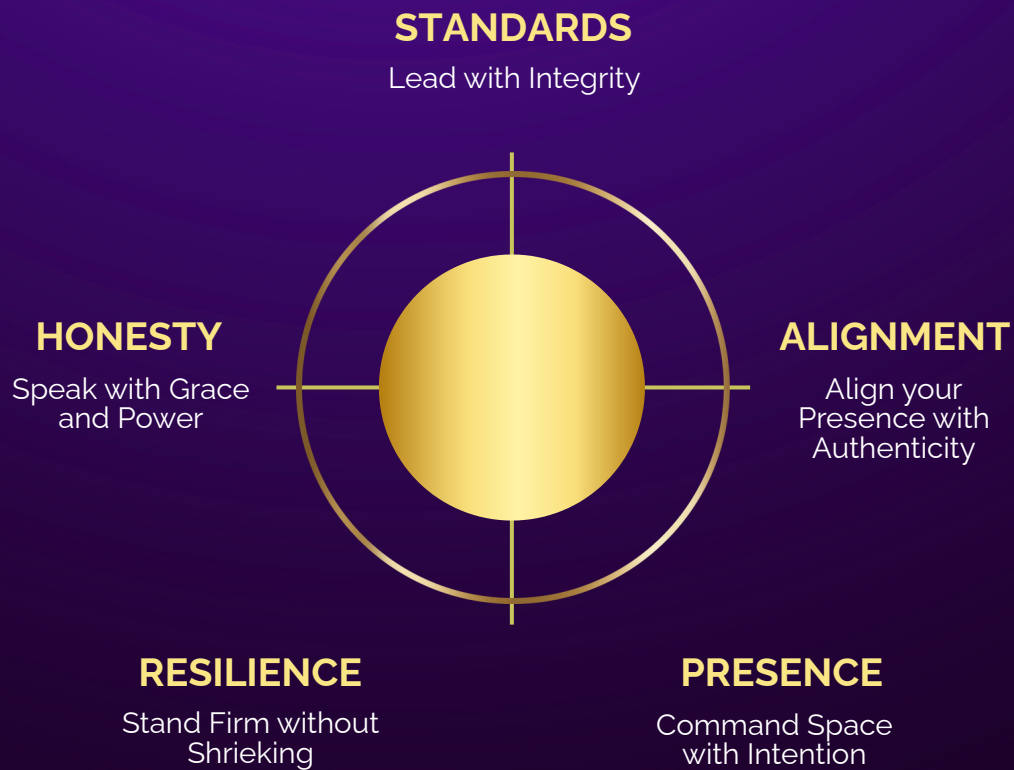 STANDARDS
Lead with Integrity
HONESTY
Speak with Grace
and Power
ALIGNMENT
Align your
Presence with
Authenticity
RESILIENCE
Stand Firm without
Shrieking
PRESENCE
Command Space
with Intention